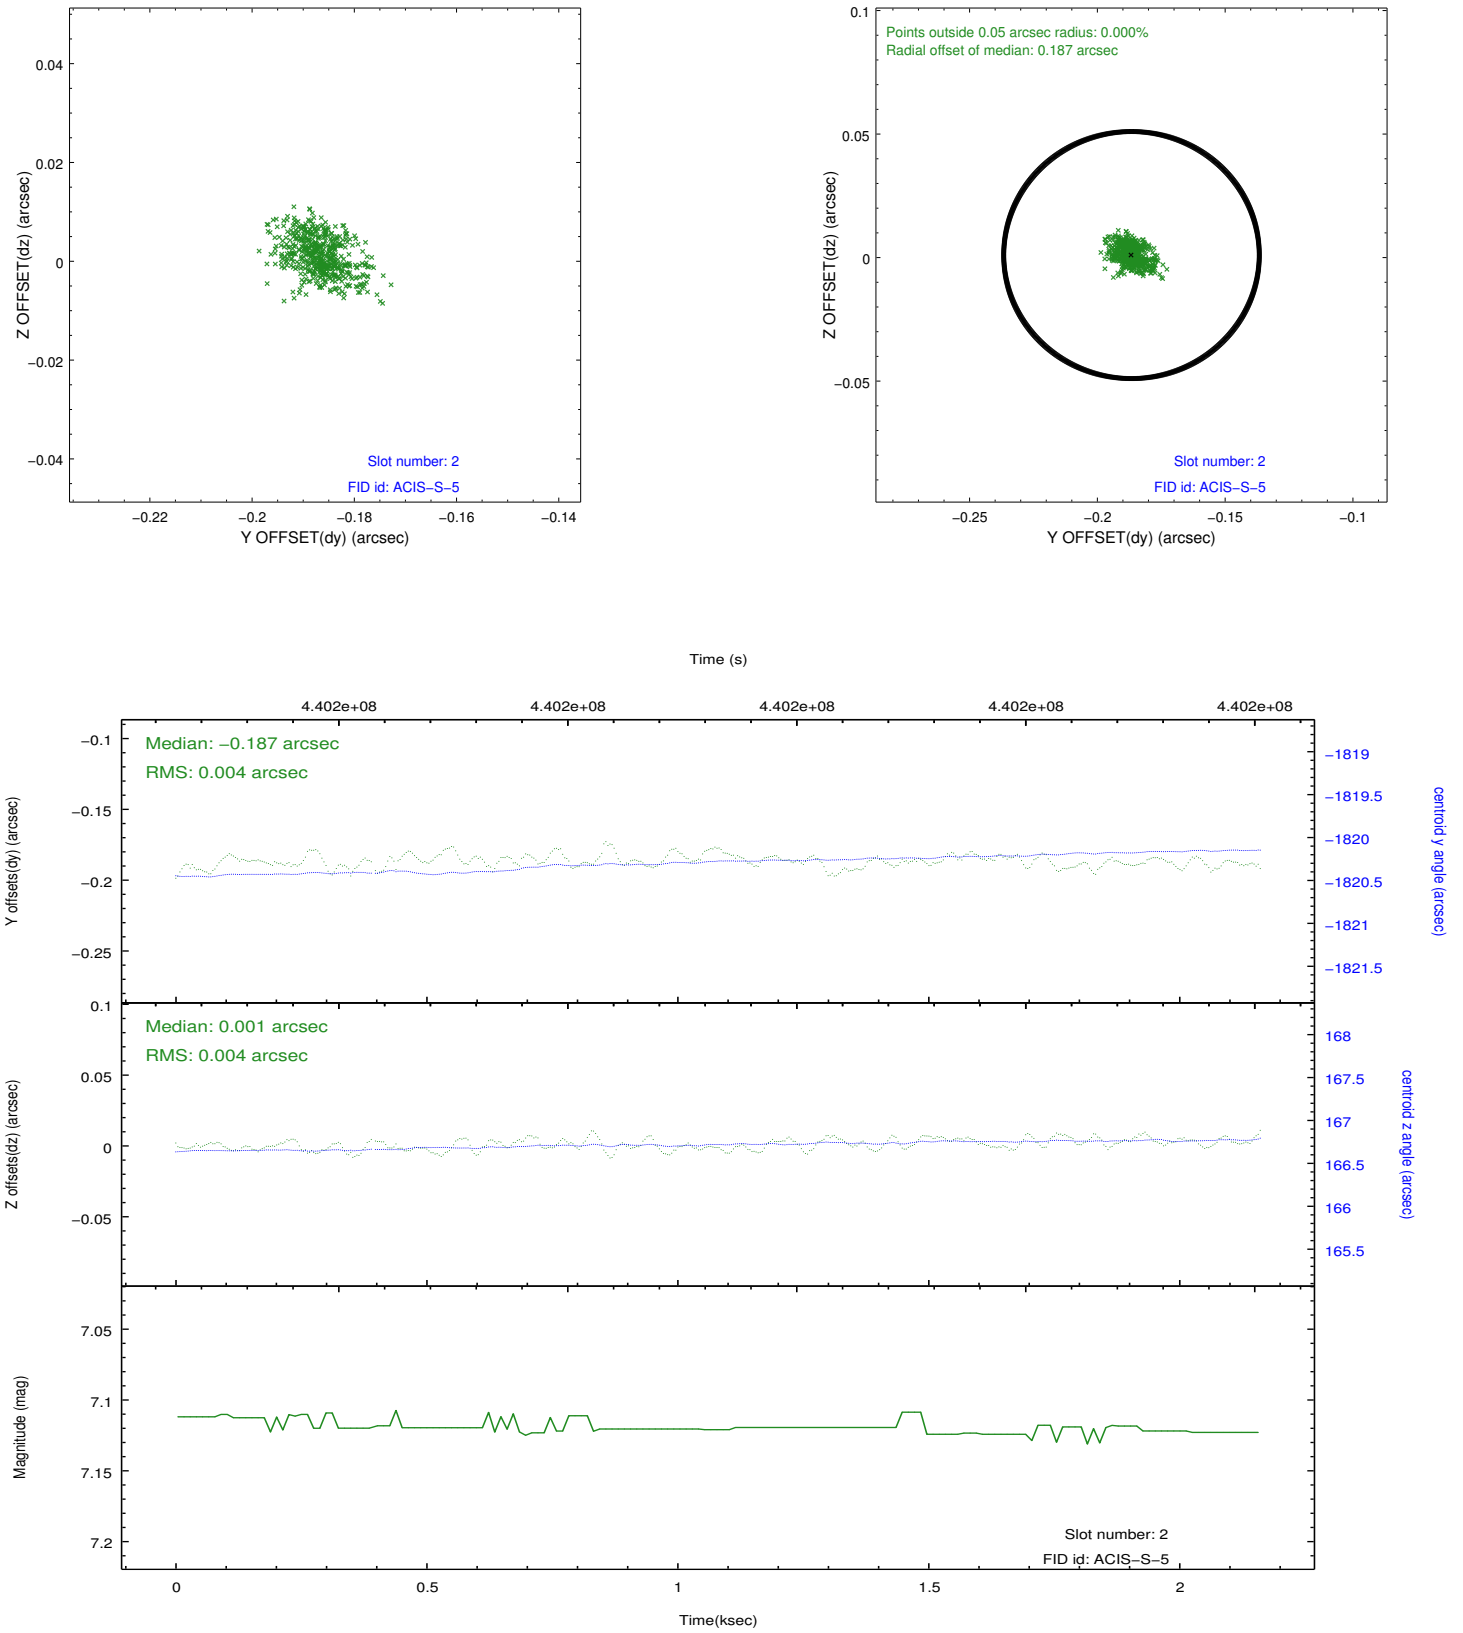 0.04
0.02
0
−0.02
−0.04
Z OFFSET(dz) (arcsec)
Slot number: 2
FID id: ACIS−S−5
−0.22
−0.2
−0.18
−0.16
−0.14
Y OFFSET(dy) (arcsec)
Points outside 0.05 arcsec radius: 0.000%
Radial offset of median: 0.187 arcsec
0.1
0.05
0
−0.05
Z OFFSET(dz) (arcsec)
Slot number: 2
FID id: ACIS−S−5
−0.25
−0.2
−0.15
−0.1
Y OFFSET(dy) (arcsec)
Time (s)
4.402e+08
4.402e+08
4.402e+08
4.402e+08
4.402e+08
Median: −0.187 arcsec
RMS: 0.004 arcsec
−0.1
−0.15
−0.2
−0.25
Y offsets(dy) (arcsec)
−1819
−1819.5
−1820
−1820.5
−1821
−1821.5
centroid y angle (arcsec)
Median: 0.001 arcsec
RMS: 0.004 arcsec
0.1
0.05
0
−0.05
Z offsets(dz) (arcsec)
168
167.5
167
166.5
166
165.5
centroid z angle (arcsec)
7.05
7.1
7.15
7.2
Magnitude (mag)
Slot number: 2
FID id: ACIS−S−5
0
0.5
1
1.5
2
Time(ksec)